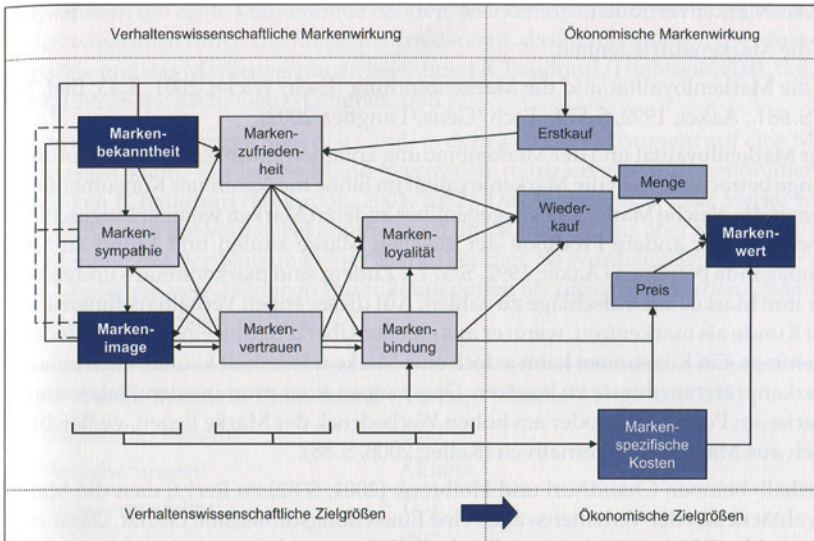 Verhaltenswissenschaftliche Markenwirkung
Ökonomische Markenwirkung
Marken-
bekanntheit
Marken-
zufrieden-
heit
Erstkauf
Menge
Wieder-
kauf
Marken-
sympathie
Marken-
loyalität
Marken-
wert
Preis
Marken-
image
Marken-
vertrauen
Marken-
bindung
Marken-
spezifische
Kosten
Verhaltenswissenschaftliche Zielgrößen
Ökonomische Zielgrößen